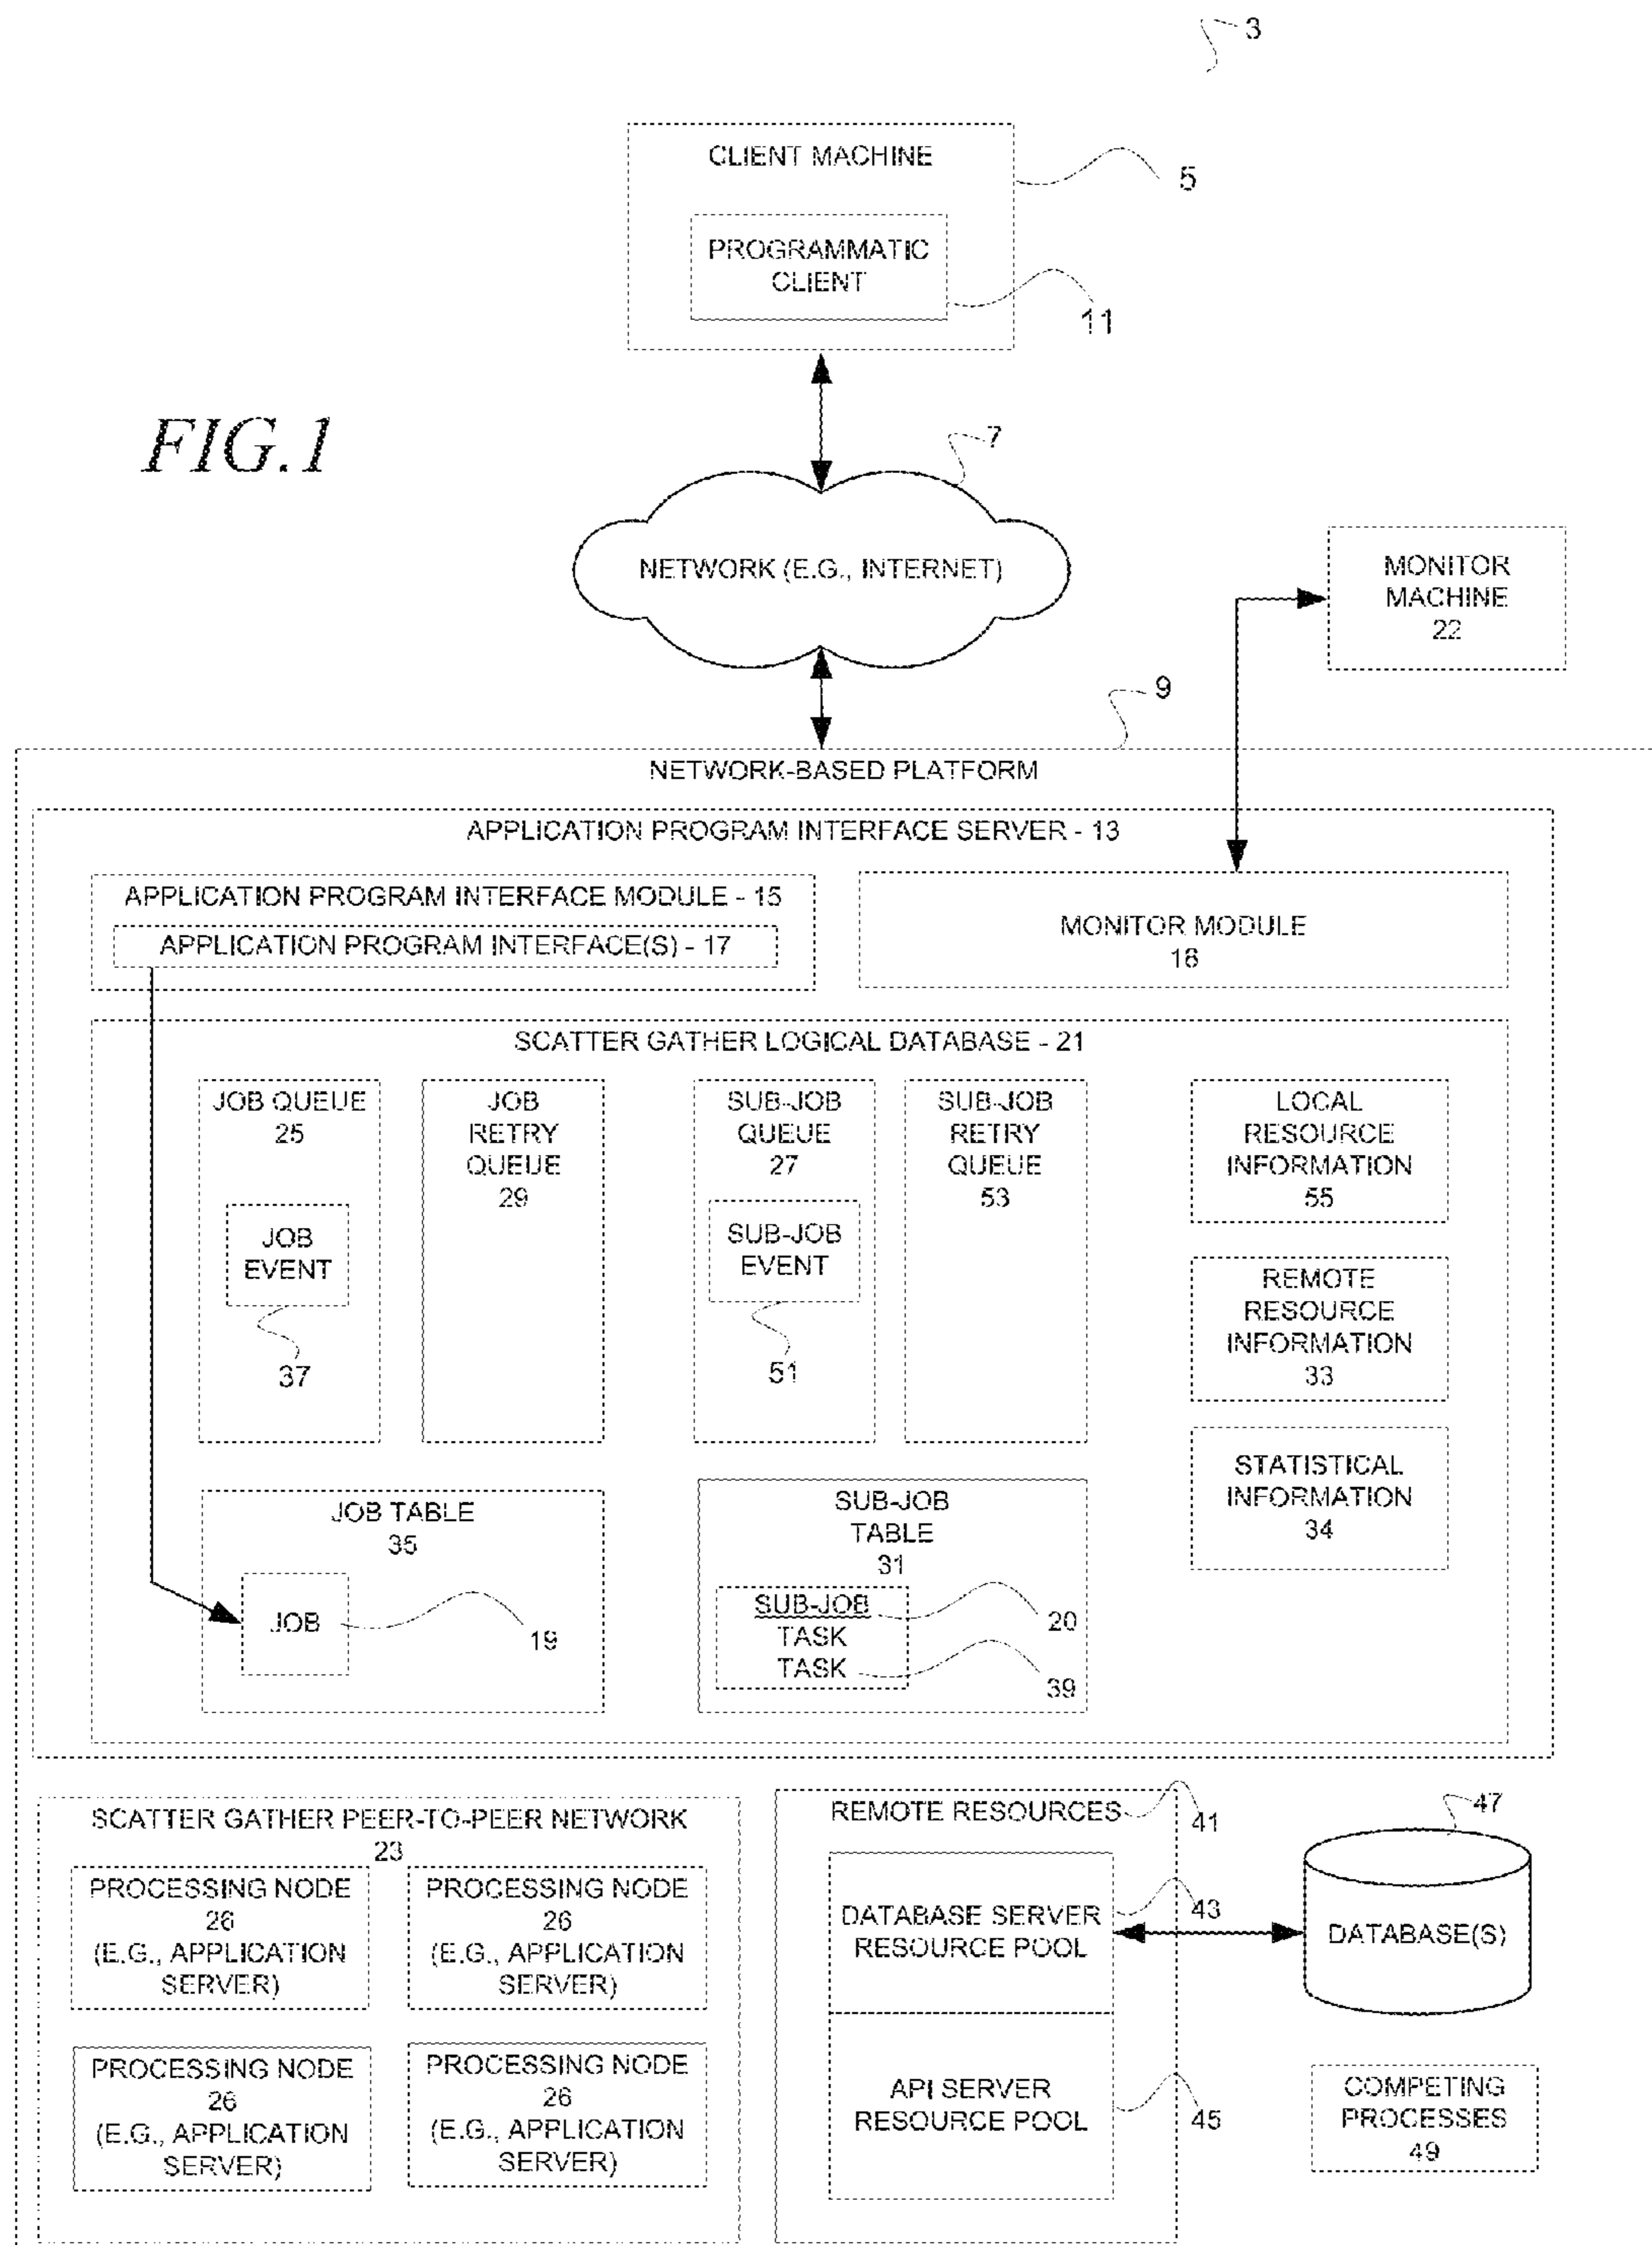 3
CLIENT MACHINE
5
PROGRAMMATIC
CLIENT
11
FIG.1
7
NETWORK (E.G., INTERNET)
MONITOR
MACHINE
22
9
NETWORK-BASED PLATFORM
APPLICATION PROGRAM INTERFACE SERVER - 13
APPLICATION PROGRAM INTERFACE MODULE - 15
APPLICATION PROGRAM INTERFACE(S) - 17
MONITOR MODULE
16
SCATTER GATHER LOGICAL DATABASE - 21
JOB QUEUE
25
JOB
EVENT
37
JOB
RETRY
QUEUE
29
SUB-JOB
QUEUE
27
SUB-JOB
EVENT
51
SUB-JOB
RETRY
QUEUE
53
LOCAL
RESOURCE
INFORMATION
55
REMOTE
RESOURCE
INFORMATION
33
STATISTICAL
INFORMATION
34
JOB TABLE
35
JOB
19
SUB-JOB
TABLE
31
SUB-JOB
20
TASK
TASK
39
SCATTER GATHER PEER-TO-PEER NETWORK
23
PROCESSING NODE
26
(E.G., APPLICATION
SERVER)
PROCESSING NODE
26
(E.G., APPLICATION
SERVER)
PROCESSING NODE
26
(E.G., APPLICATION
SERVER)
PROCESSING NODE
26
(E.G., APPLICATION
SERVER)
REMOTE RESOURCES
41
DATABASE SERVER
RESOURCE POOL
43
API SERVER
RESOURCE POOL
45
47
DATABASE(S)
COMPETING
PROCESSES
49